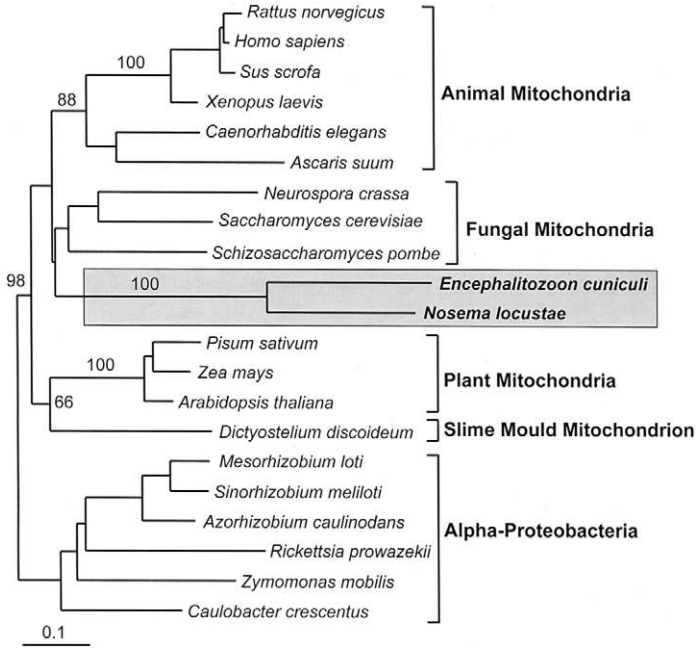 Rattus norvegicus
100
Homo sapiens
Sus scrofa
Animal Mitochondria
88
Xenopus laevis
Caenorhabditis elegans
Ascaris suum
Neurospora crassa
Saccharomyces cerevisiae
Fungal Mitochondria
Schizosaccharomyces pombe
98
100
Encephalitozoon cuniculi
Nosema locustae
Pisum sativum
100
Zea mays
Plant Mitochondria
66
Arabidopsis thaliana
Dictyostelium discoideum
Slime Mould Mitochondrion
Mesorhizobium loti
Sinorhizobium meliloti
Azorhizobium caulinodans
Alpha-Proteobacteria
Rickettsia prowazekii
Zymomonas mobilis
Caulobacter crescentus
0.1